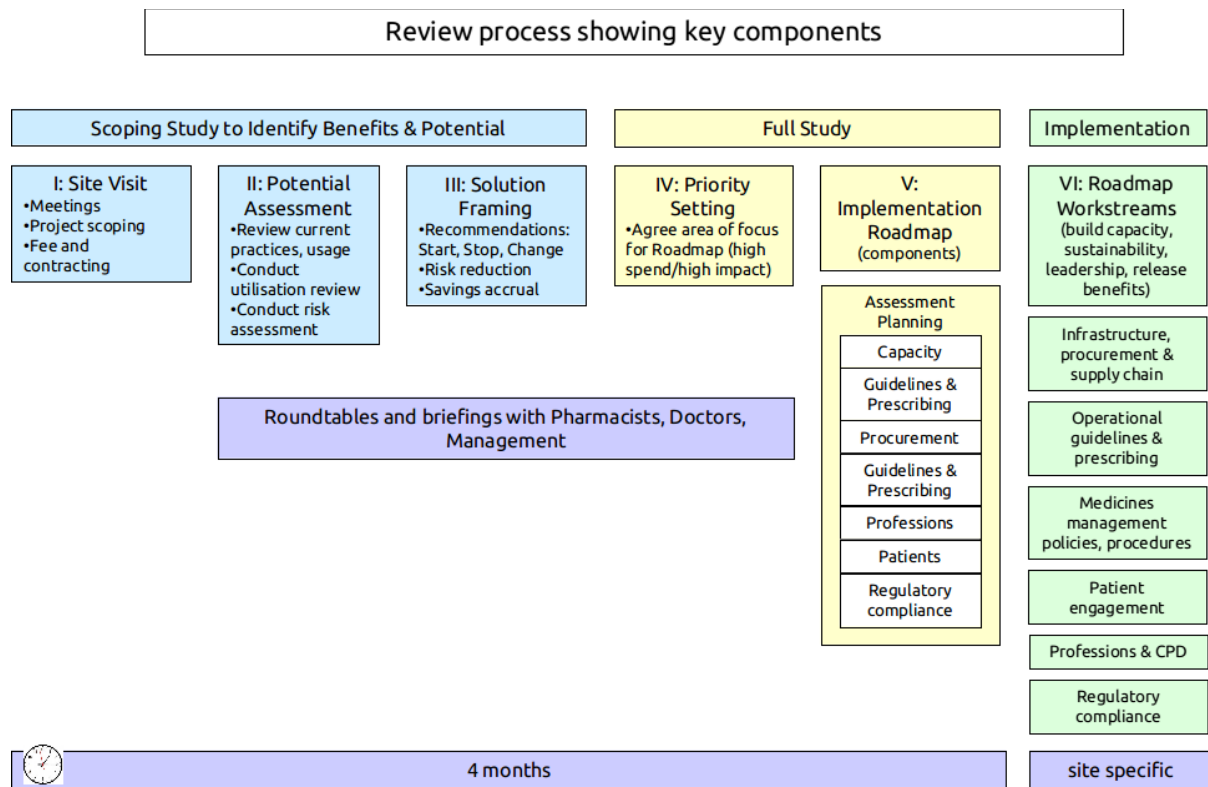 Review process showing key components
Scoping Study to Identify Benefits & Potential
Full Study
Implementation
I: Site Visit
•Meetings
•Project scoping
•Fee and
contracting
II: Potential
Assessment
•Review current
practices, usage
•Conduct
utilisation review
•Conduct risk
assessment
III: Solution
Framing
•Recommendations:
Start, Stop, Change
•Risk reduction
•Savings accrual
IV: Priority
Setting
•Agree area of focus
for Roadmap (high
spend/high impact)
V:
Implementation
Roadmap
(components)
VI: Roadmap
Workstreams
(build capacity,
sustainability,
leadership, release
benefits)
Roundtables and briefings with Pharmacists, Doctors,
Management
Assessment
Planning
Capacity
Guidelines &
Prescribing
Procurement
Guidelines &
Prescribing
Professions
Patients
Regulatory
compliance
Infrastructure,
procurement &
supply chain
Operational
guidelines &
prescribing
Medicines
management
policies, procedures
Patient
engagement
Professions & CPD
Regulatory
compliance
4 months
site specific